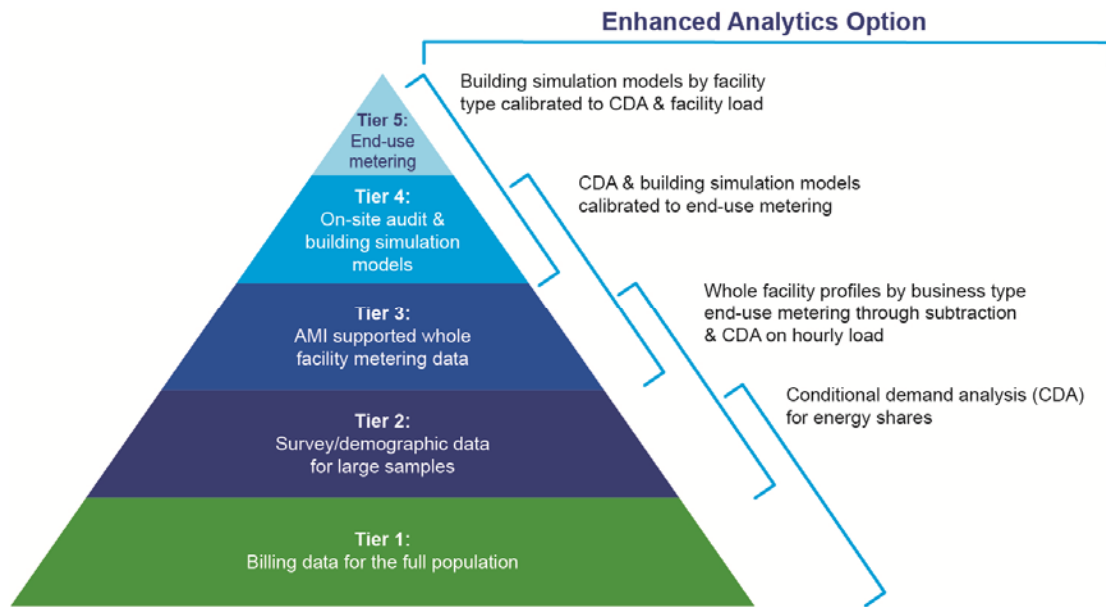 Enhanced Analytics Option
Building simulation models by facility
type calibrated to CDA & facility load
Tier 5:
End-use
metering
CDA & building simulation models
calibrated to end-use metering
Tier 4:
On-site audit &
building simulation
models
Whole facility profiles by business type
end-use metering through subtraction
& CDA on hourly load
Tier 3:
AMI supported whole
facility metering data
Conditional demand analysis (CDA)
for energy shares
Tier 2:
Survey/demographic data
for large samples
Tier 1:
Billing data for the full population